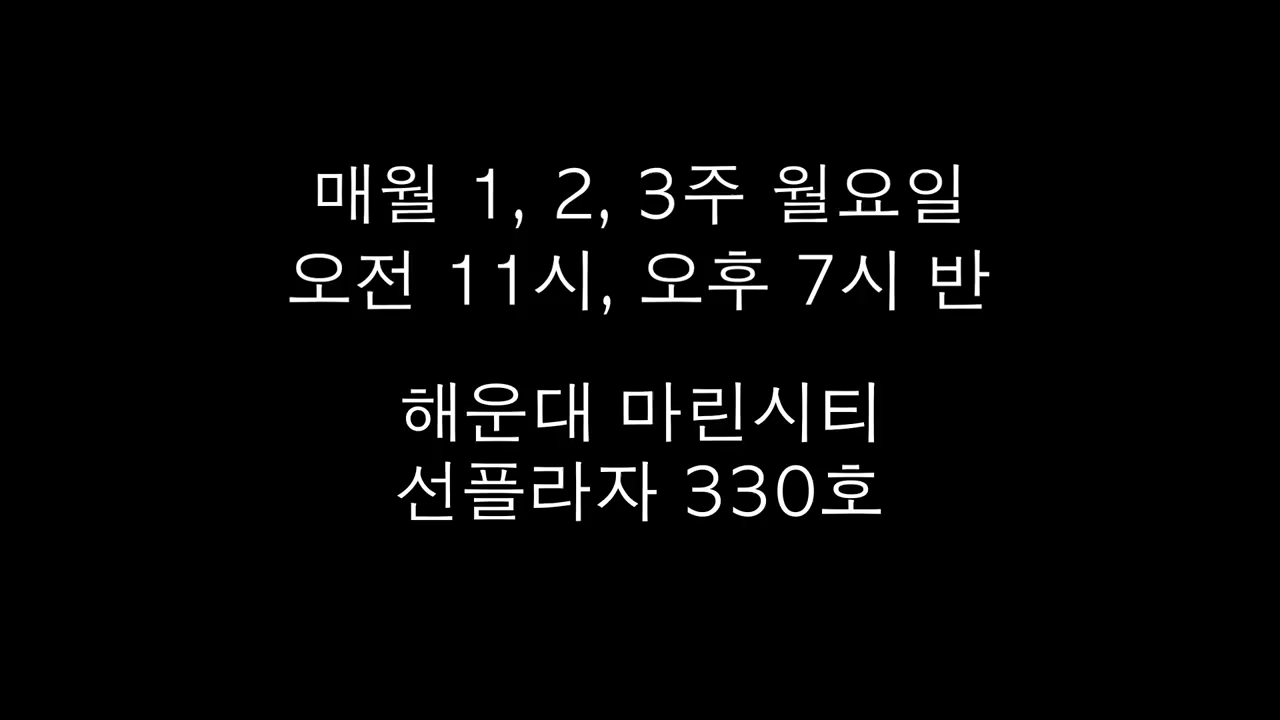 매월 1, 2, 3주 월요일
오전 11시, 오후 7시 반
해운대 마린시티
선플라자 330호